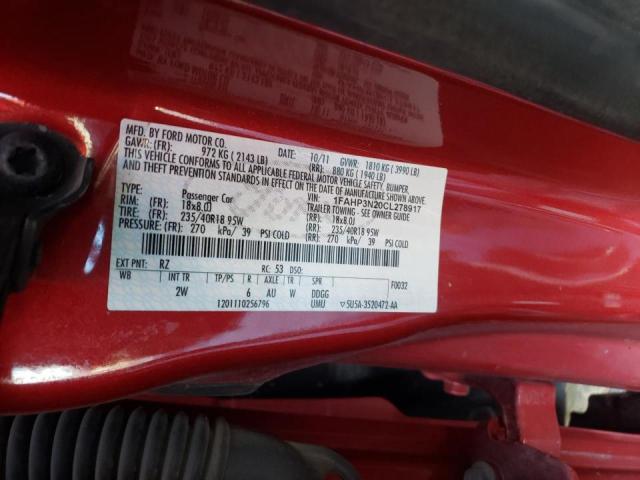 MFD. BY FORD MOTOR CO.
DATE: 10/11 GVWR: 1810 KG ( 3990 LB)
GAWR: (FR): 972 KG ( 2143 LB) (RR): 880 KG ( 1940 LB)
THIS VEHICLE CONFORMS TO ALL APPLICABLE FEDERAL MOTOR VEHICLE SAFETY, BUMPER,
AND THEFT PREVENTION STANDARDS IN EFFECT ON THE DATE OF MANUFACTURE SHOWN ABOVE.
VIN: 1FAHP3N20CL278917
TYPE: Passenger Car TRAILER TOWING - SEE OWNER GUIDE
RIM: (FR) 18x8.0J (RR) 18x8.0J
TIRE: (FR) 235/40R18 95W (RR) 235/40R18 95W
PRESSURE: (FR) 270 kPa/ 39 PSI COLD (RR) 270 kPa/ 39 PSI COLD
EXT PNT: RZ RC: 53 DSO: F0032
WB INT TR TP/PS R AXLE TR SPR
2W 6 AU W DDGG
1201110256796 UMU ▽5U5A-3520472-AA